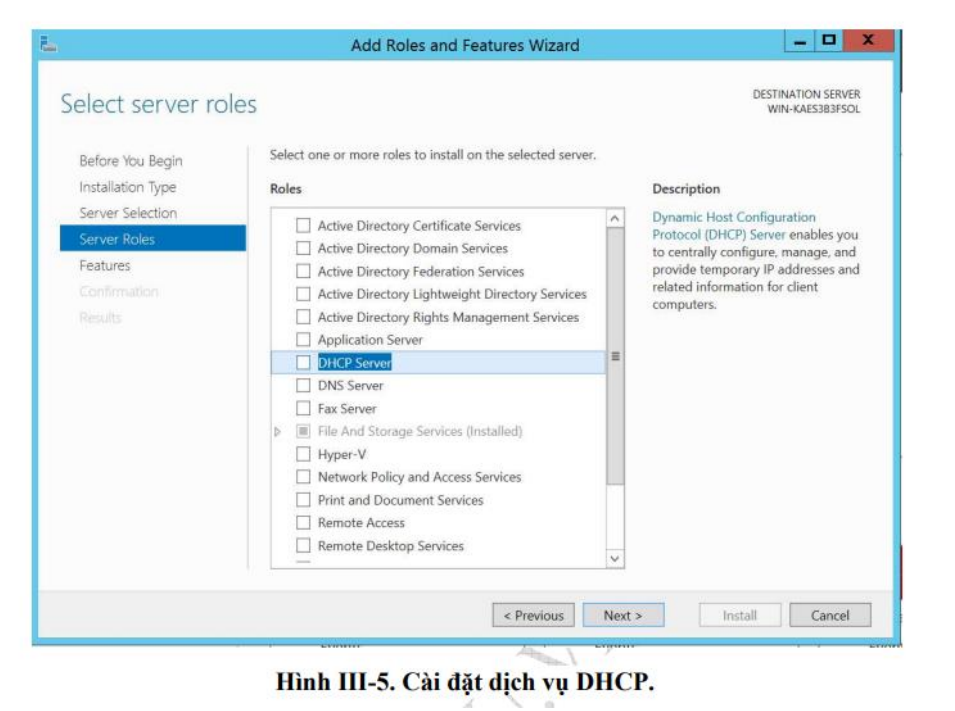 Add Roles and Features Wizard
Select server roles
DESTINATION SERVER
WIN-KAES3B3FSOL
Before You Begin
Installation Type
Server Selection
Server Roles
Features
Confirmation
Results
Select one or more roles to install on the selected server.
Roles
Active Directory Certificate Services
Active Directory Domain Services
Active Directory Federation Services
Active Directory Lightweight Directory Services
Active Directory Rights Management Services
Application Server
DHCP Server
DNS Server
Fax Server
File And Storage Services (Installed)
Hyper-V
Network Policy and Access Services
Print and Document Services
Remote Access
Remote Desktop Services
Description
Dynamic Host Configuration
Protocol (DHCP) Server enables you
to centrally configure, manage, and
provide temporary IP addresses and
related information for client
computers.
< Previous
Next >
Install
Cancel
Hình III-5. Cài đặt dịch vụ DHCP.